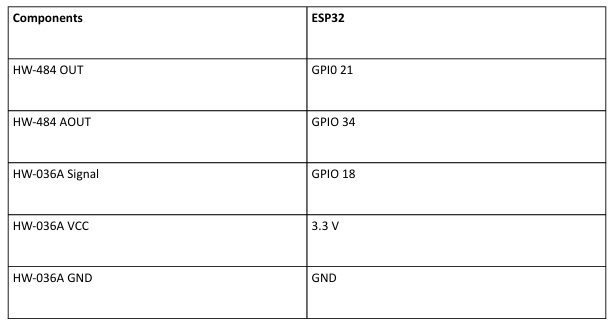 Components ESP32
HW-484 OUT GPI0 21
HW-484 AOUT GPIO 34
HW-036A Signal GPIO 18
HW-036A VCC 3.3 V
HW-036A GND GND